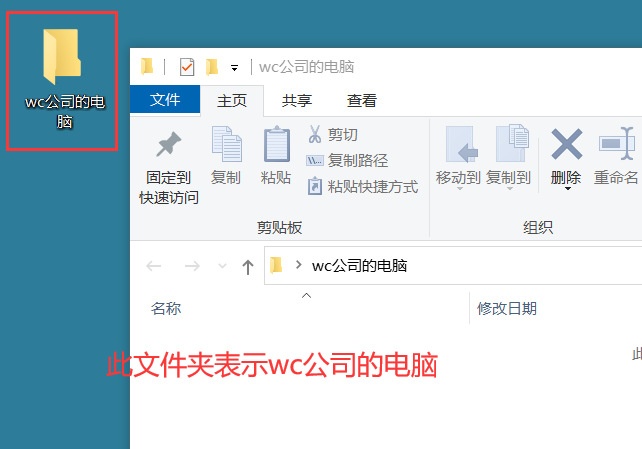 wc公司的电
脑
wc公司的电脑
文件 主页 共享 查看
固定到
快速访问
复制
粘贴
剪切
复制路径
粘贴快捷方式
剪贴板
移动到 复制到 删除 重命名
组织
wc公司的电脑
名称 修改日期
此
此文件夹表示wc公司的电脑